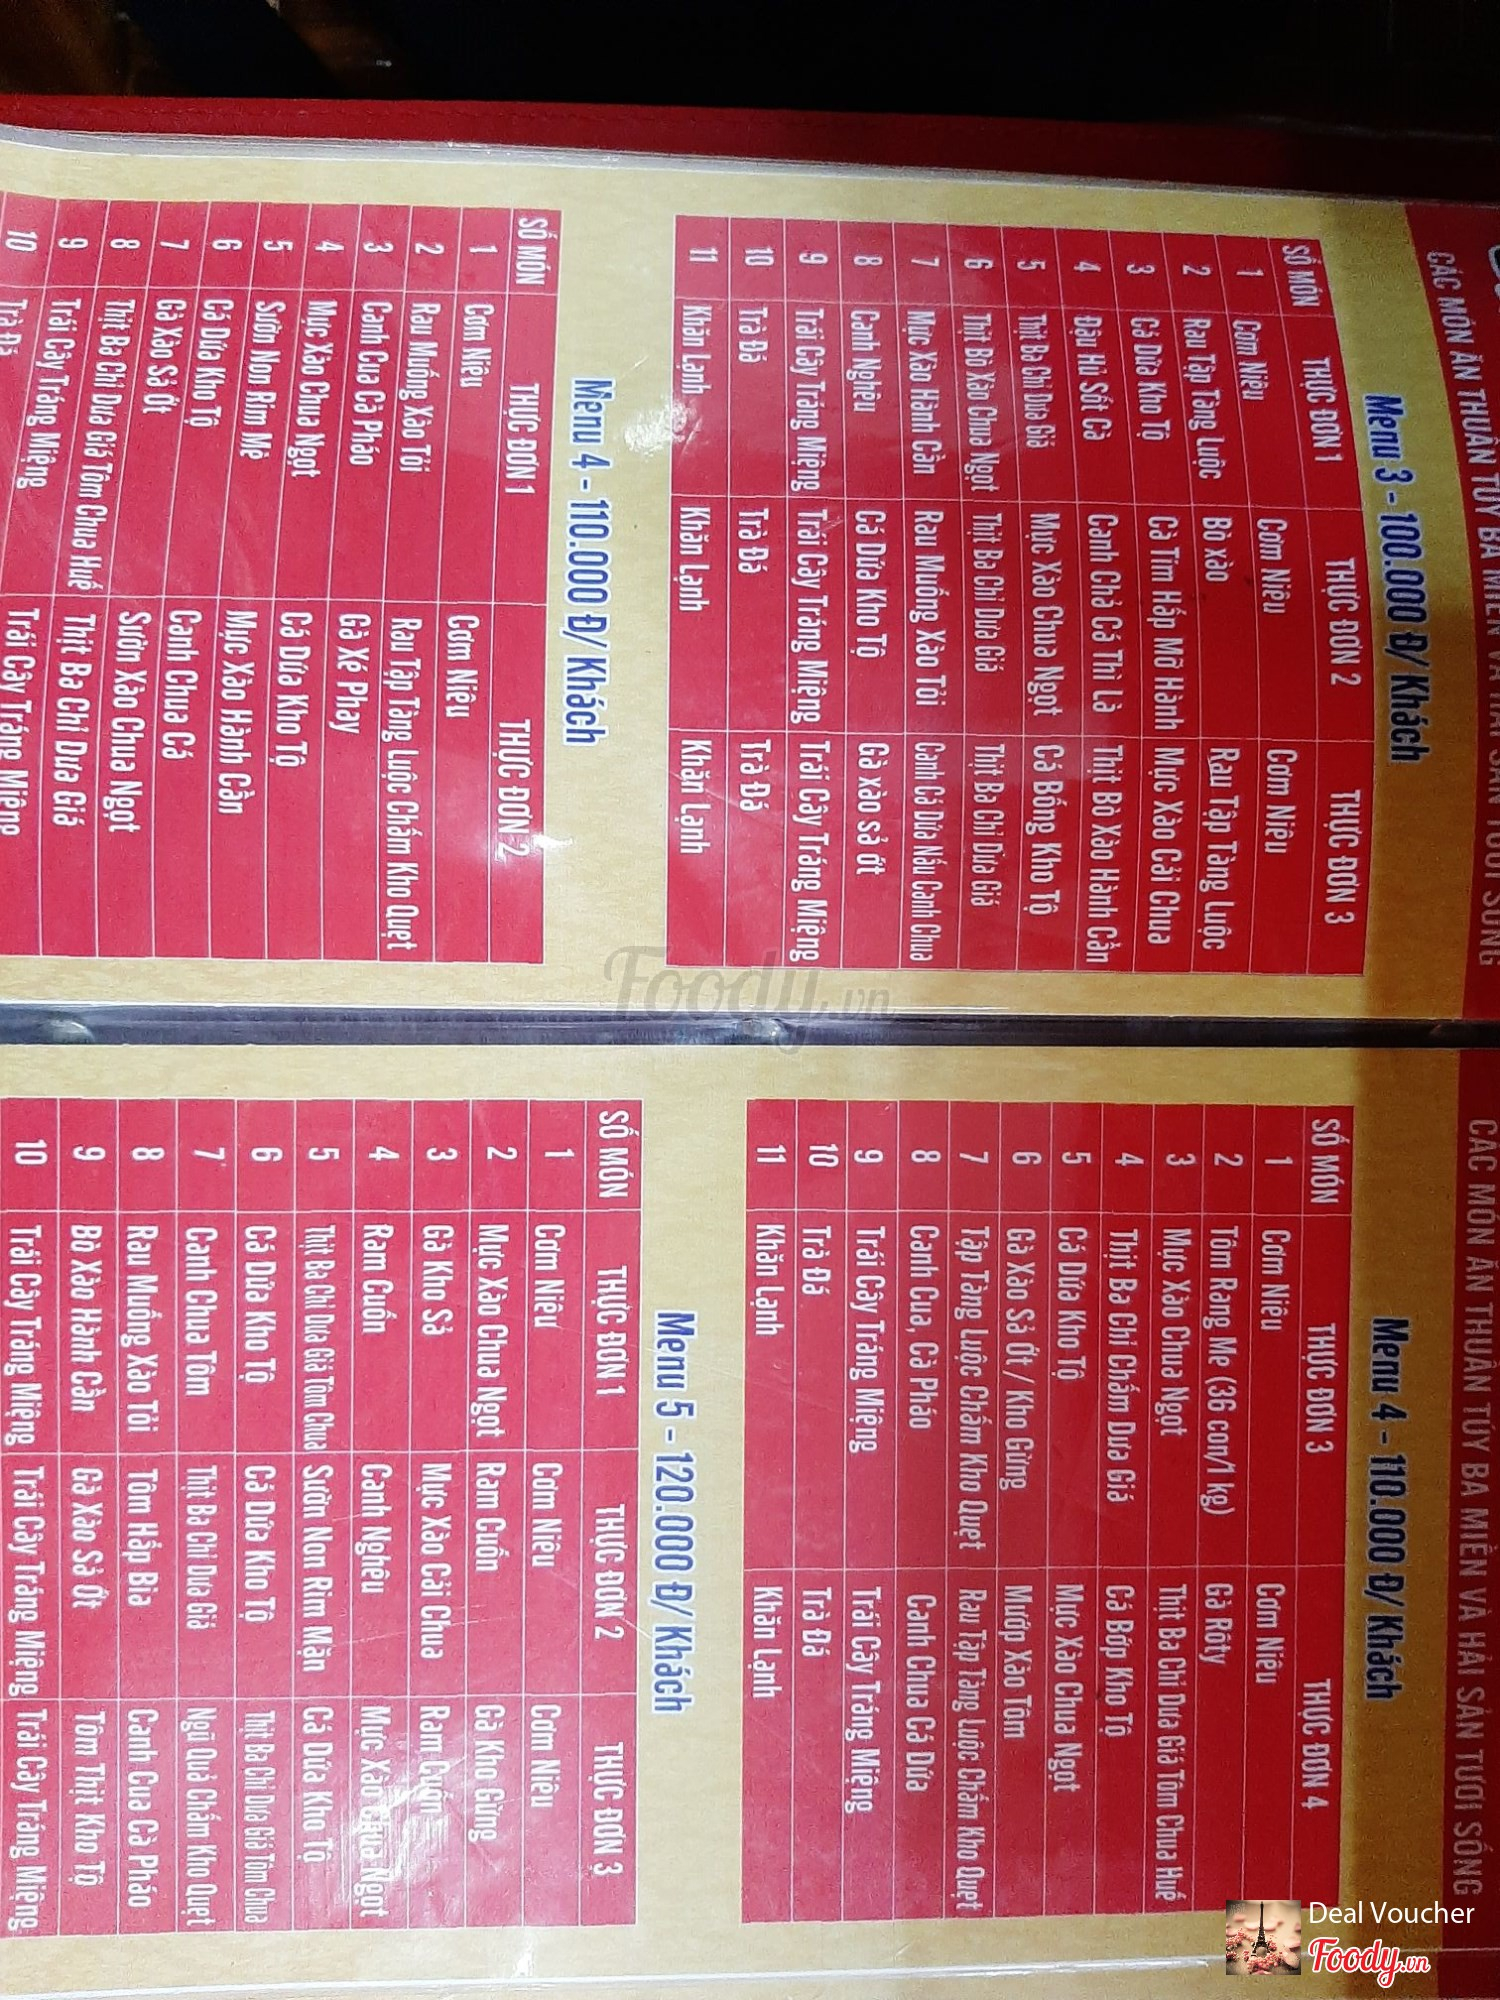 CÁC MÓN ĂN THUẦN TÚY BA MIỀN VÀ HẢI SẢN TƯƠI SỐNG
Menu 3 - 100.000 Đ/ Khách
SỐ MÓN THỰC ĐƠN 1 THỰC ĐƠN 2 THỰC ĐƠN 3
1 Cơm Niêu Cơm Niêu Cơm Niêu
2 Rau Tập Tàng Luộc Bò xào Rau Tập Tàng Luộc
3 Cá Dứa Kho Tộ Cà Tím Hấp Mỡ Hành Mực Xào Cải Chua
4 Đậu Hủ Sốt Cà Canh Chả Cá Thì Là Thịt Bò Xào Hành Cần
5 Thịt Ba Chỉ Dưa Giá Mực Xào Chua Ngọt Cá Bống Kho Tộ
6 Thịt Bò Xào Chua Ngọt Thịt Ba Chỉ Dưa Giá Thịt Ba Chỉ Dưa Giá
7 Mực Xào Hành Cần Rau Muống Xào Tỏi Canh Cá Dứa Nấu Canh Chua
8 Canh Nghêu Cá Dứa Kho Tộ Gà xào sả ớt
9 Trái Cây Tráng Miệng Trái Cây Tráng Miệng Trái Cây Tráng Miệng
10 Trà Đá Trà Đá Trà Đá
11 Khăn Lạnh Khăn Lạnh Khăn Lạnh
Menu 4 - 110.000 Đ/ Khách
SỐ MÓN THỰC ĐƠN 1 THỰC ĐƠN 2
1 Cơm Niêu Cơm Niêu
2 Rau Muống Xào Tỏi Rau Tập Tàng Luộc Chấm Kho Quẹt
3 Canh Cua Cà Pháo Gà Xé Phay
4 Mực Xào Chua Ngọt Cá Dứa Kho Tộ
5 Sườn Non Rim Mè Mực Xào Hành Cần
6 Cá Dứa Kho Tộ Canh Chua Cá
7 Gà Xào Sả Ớt Sườn Xào Chua Ngọt
8 Thịt Ba Chỉ Dưa Giá Tôm Chua Huế Thịt Ba Chỉ Dưa Giá
9 Trái Cây Tráng Miệng Trái Cây Tráng Miệng
10 Trà Đá
CÁC MÓN ĂN THUẦN TÚY BA MIỀN VÀ HẢI SẢN TƯƠI SỐNG
Menu 4 - 110.000 Đ/ Khách
SỐ MÓN THỰC ĐƠN 3 THỰC ĐƠN 4
1 Cơm Niêu Cơm Niêu
2 Tôm Rang Me (36 con/1 kg) Gà Rôty
3 Mực Xào Chua Ngọt Thịt Ba Chỉ Dưa Giá Tôm Chua Huế
4 Thịt Ba Chỉ Chấm Dưa Giá Cá Bớp Kho Tộ
5 Cá Dứa Kho Tộ Mực Xào Chua Ngọt
6 Gà Xào Sả Ớt / Kho Gừng Mướp Xào Tôm
7 Tập Tàng Luộc Chấm Kho Quẹt Rau Tập Tàng Luộc Chấm Kho Quẹt
8 Canh Cua, Cà Pháo Canh Chua Cá Dứa
9 Trái Cây Tráng Miệng Trái Cây Tráng Miệng
10 Trà Đá Trà Đá
11 Khăn Lạnh Khăn Lạnh
Menu 5 - 120.000 Đ/ Khách
SỐ MÓN THỰC ĐƠN 1 THỰC ĐƠN 2 THỰC ĐƠN 3
1 Cơm Niêu Cơm Niêu Cơm Niêu
2 Mực Xào Chua Ngọt Ram Cuốn Gà Kho Gừng
3 Gà Kho Sả Mực Xào Cải Chua Ram Cuốn
4 Ram Cuốn Canh Nghêu Mực Xào Chua Ngọt
5 Thịt Ba Chỉ Dưa Giá Tôm Chua Sườn Non Rim Mặn Cá Dứa Kho Tộ
6 Cá Dứa Kho Tộ Cá Dứa Kho Tộ Thịt Ba Chỉ Dưa Giá Tôm Chua
7 Canh Chua Tôm Thịt Ba Chỉ Dưa Giá Ngũ Quả Chấm Kho Quẹt
8 Rau Muống Xào Tỏi Tôm Hấp Bia Canh Cua Cà Pháo
9 Bò Xào Hành Cần Gà Xào Sả Ớt Tôm Thịt Kho Tộ
10 Trái Cây Tráng Miệng Trái Cây Tráng Miệng Trái Cây Tráng Miệng
Foody.vn
Deal Voucher
Foody.vn